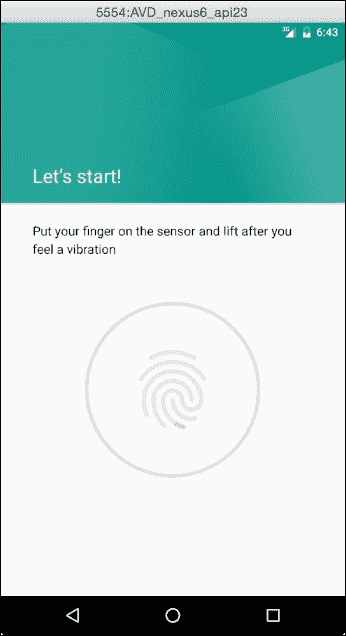 5554:AVD_nexus6_api23
3G 6:43
Let's start!
Put your finger on the sensor and lift after you
feel a vibration